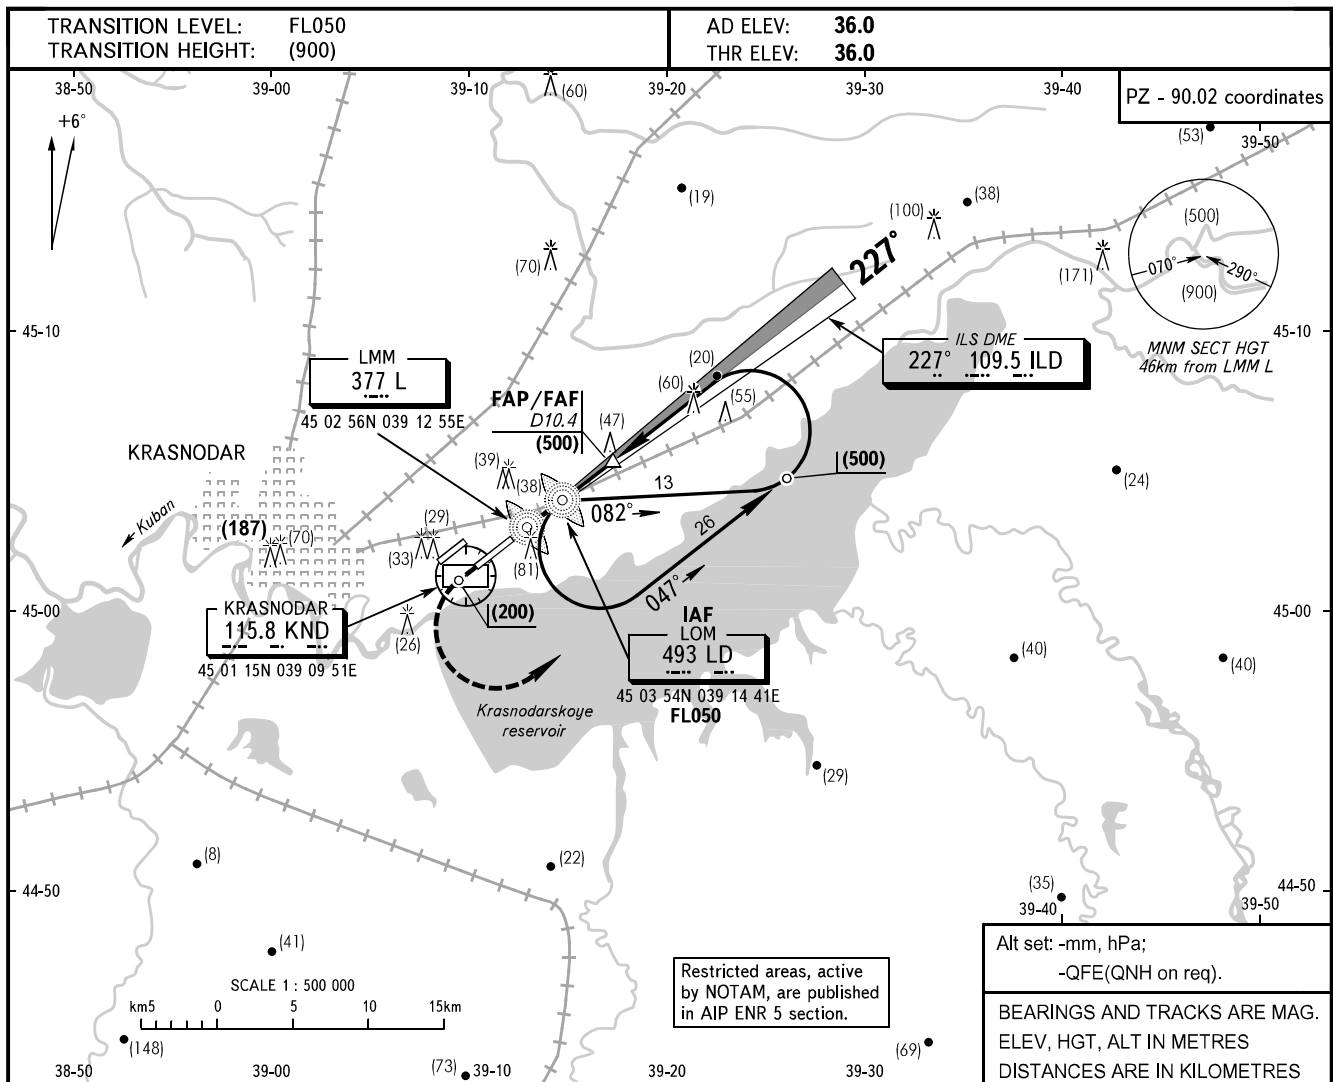 TRANSITION LEVEL: FL050
TRANSITION HEIGHT: (900)
AD ELEV: 36.0
THR ELEV: 36.0
38-50
39-00
39-10
39-20
39-30
39-40
PZ - 90.02 coordinates
+6°
(60)
(53)
39-50
(19)
(38)
(100)
(500)
(70)
227°
(171)
070°
290°
(900)
45-10
45-10
MNM SECT HGT
46km from LMM L
ILS DME
227° 109.5 ILD
LMM
377 L
45 02 56N 039 12 55E
(20)
(60)
(55)
FAP/FAF
D10.4
(500)
(47)
KRASNODAR
(39)
(38)
13
(500)
(24)
082°
Kuban
(187)
(70)
(29)
(33)
(81)
26
047°
45-00
45-00
KRASNODAR
115.8 KND
45 01 15N 039 09 51E
(200)
(26)
IAF
LOM
493 LD
45 03 54N 039 14 41E
FL050
(40)
(40)
Krasnodarskoye
reservoir
(29)
(8)
(22)
44-50
44-50
(35)
39-40
39-50
(41)
SCALE 1 : 500 000
km5 0 5 10 15km
Restricted areas, active
by NOTAM, are published
in AIP ENR 5 section.
Alt set: -mm, hPa;
-QFE(QNH on req).
BEARINGS AND TRACKS ARE MAG.
ELEV, HGT, ALT IN METRES
DISTANCES ARE IN KILOMETRES
(148)
(69)
(73)
38-50
39-00
39-10
39-20
39-30